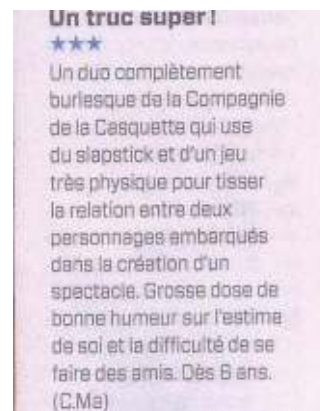 Un truc super !
★★★
Un duo complètement
burlesque de la Compagnie
de la Casquette qui use
du slapstick et d'un jeu
très physique pour tisser
la relation entre deux
personnages embarqués
dans la création d'un
spectacle. Grosse dose de
bonne humeur sur l'estime
de soi et la difficulté de se
faire des amis. Dès 6 ans.
(C.Ma)